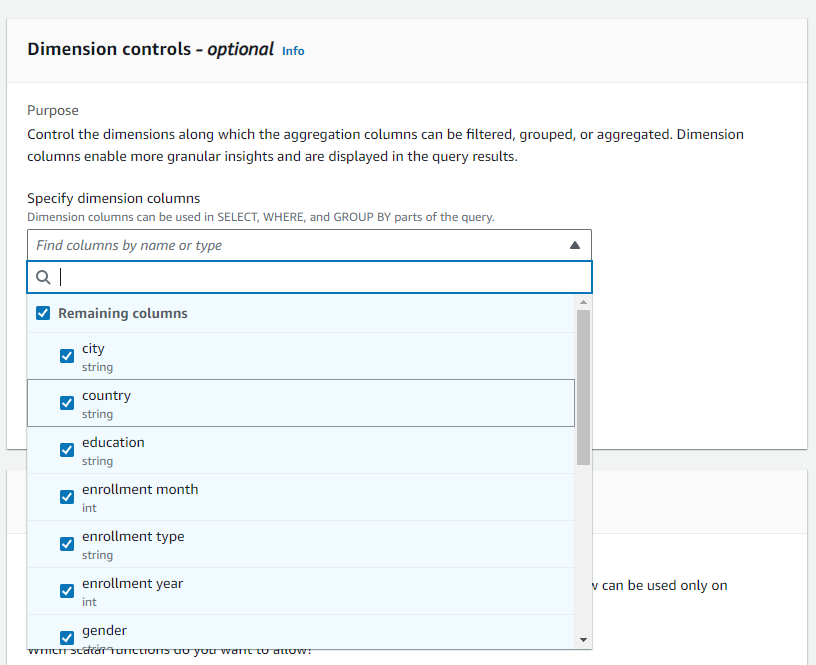 Dimension controls - optional Info
Purpose
Control the dimensions along which the aggregation columns can be filtered, grouped, or aggregated. Dimension
columns enable more granular insights and are displayed in the query results.
Specify dimension columns
Dimension columns can be used in SELECT, WHERE, and GROUP BY parts of the query.
Find columns by name or type
Remaining columns
city
string
country
string
education
string
enrollment month
int
enrollment type
string
enrollment year
int
can be used only on
gender
string
Which scalar functions do you want to allow?